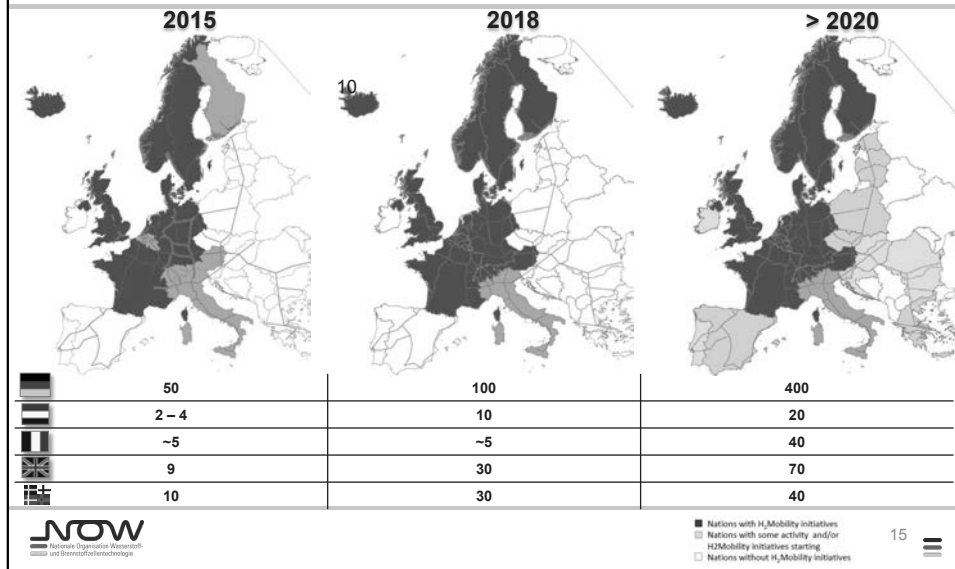 2015 2018 > 2020
10
50 100 400
2 – 4 10 20
~5 ~5 40
9 30 70
10 30 40
NOW
Nationale Organisation Wasserstoff-
und Brennstoffzellentechnologie
Nations with H₂Mobility initiatives
Nations with some activity and/or
H2Mobility initiatives starting
Nations without H₂Mobility initiatives
15